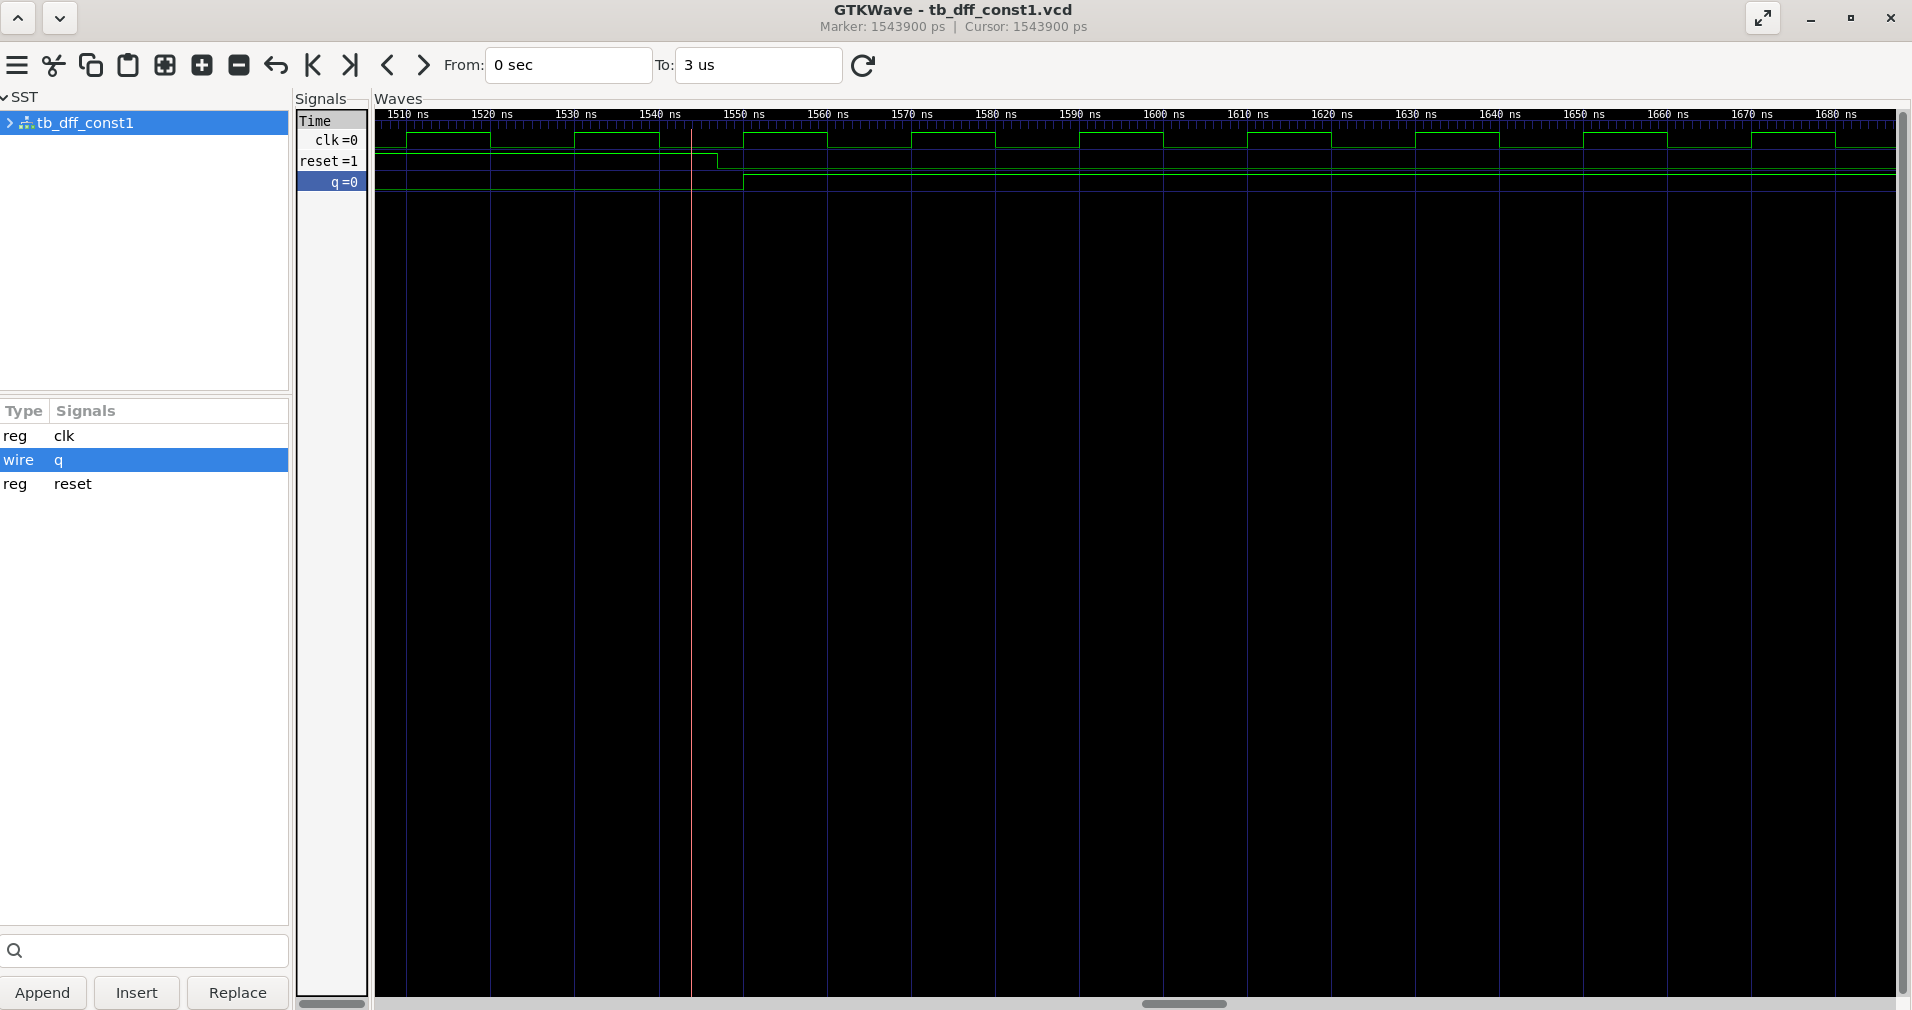 GTKWave - tb_dff_const1.vcd
Marker: 1543900 ps | Cursor: 1543900 ps
From: 0 sec To: 3 us
SST
tb_dff_const1
Type Signals
reg clk
wire q
reg reset
Append Insert Replace
Signals
Time
clk=0
reset=1
q=0
Waves
1510 ns 1520 ns 1530 ns 1540 ns 1550 ns 1560 ns 1570 ns 1580 ns 1590 ns 1600 ns 1610 ns 1620 ns 1630 ns 1640 ns 1650 ns 1660 ns 1670 ns 1680 ns